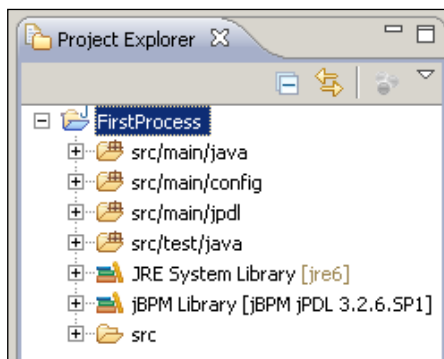 Project Explorer
FirstProcess
src/main/java
src/main/config
src/main/jpdl
src/test/java
JRE System Library [jre6]
jBPM Library [jBPM jPDL 3.2.6.SP1]
src